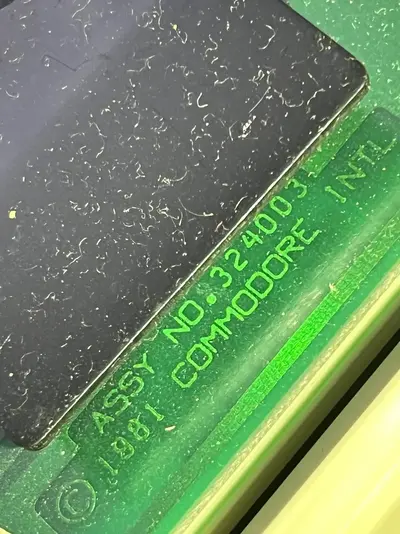 ASSY NO. 324003
© 1981 COMMODORE INTL